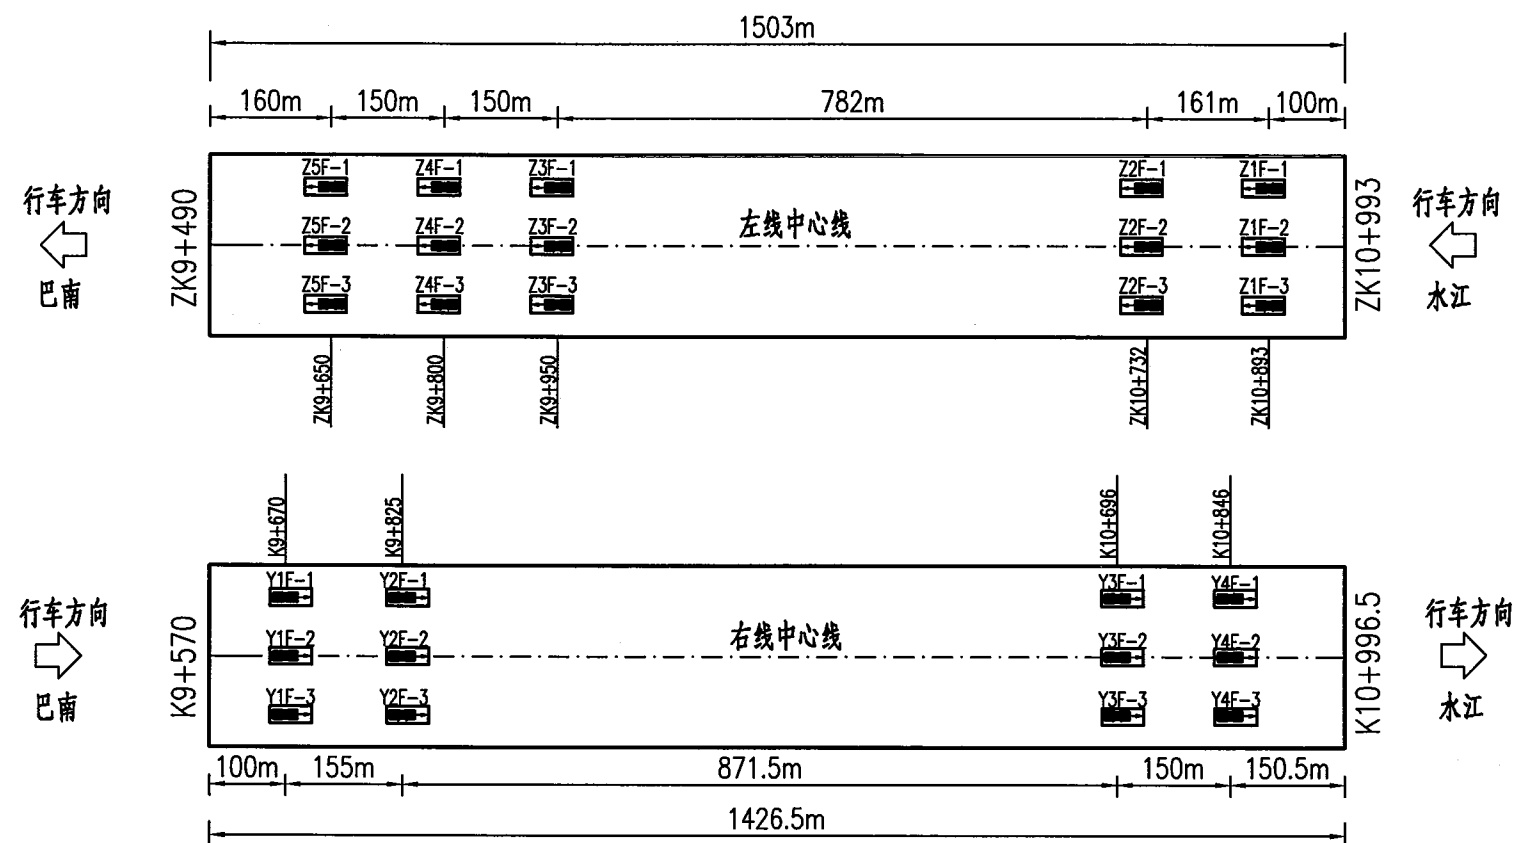 1503m
160m
150m
150m
782m
161m
100m
Z5F-1
Z4F-1
Z3F-1
Z2F-1
Z1F-1
行车方向
巴南
ZK9+490
Z5F-2
Z4F-2
Z3F-2
左线中心线
Z2F-2
Z1F-2
ZK10+993
行车方向
水江
Z5F-3
Z4F-3
Z3F-3
Z2F-3
Z1F-3
ZK9+650
ZK9+800
ZK9+950
ZK10+732
ZK10+893
K9+670
K9+825
K10+696
K10+846
Y1F-1
Y2F-1
Y3F-1
Y4F-1
行车方向
巴南
K9+570
Y1F-2
Y2F-2
右线中心线
Y3F-2
Y4F-2
K10+996.5
行车方向
水江
Y1F-3
Y2F-3
Y3F-3
Y4F-3
100m
155m
871.5m
150m
150.5m
1426.5m